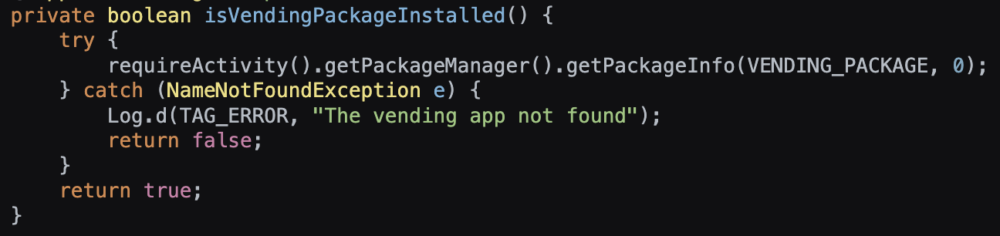 private boolean isVendingPackageInstalled() {
    try {
        requireActivity().getPackageManager().getPackageInfo(VENDING_PACKAGE, 0);
    } catch (NameNotFoundException e) {
        Log.d(TAG_ERROR, "The vending app not found");
        return false;
    }
    return true;
}